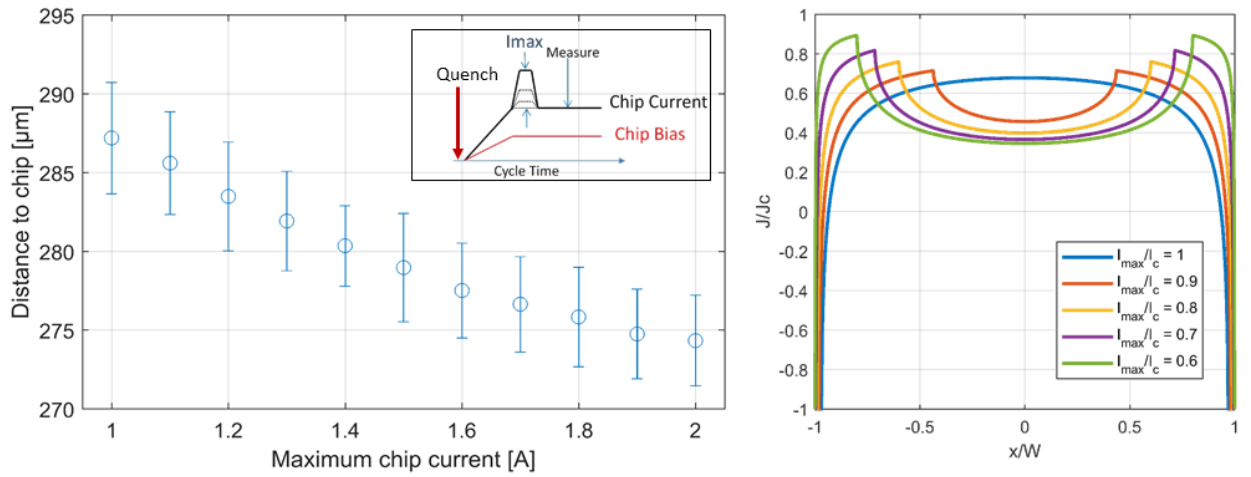 295
290
285
280
275
270
1
1.2
1.4
1.6
1.8
2
Distance to chip [µm]
Maximum chip current [A]
Imax
Measure
Quench
Chip Current
Chip Bias
Cycle Time
1
0.8
0.6
0.4
0.2
0
-0.2
-0.4
-0.6
-0.8
-1
-1
-0.5
0
0.5
1
J/Jc
x/W
Imax/Ic = 1
Imax/Ic = 0.9
Imax/Ic = 0.8
Imax/Ic = 0.7
Imax/Ic = 0.6